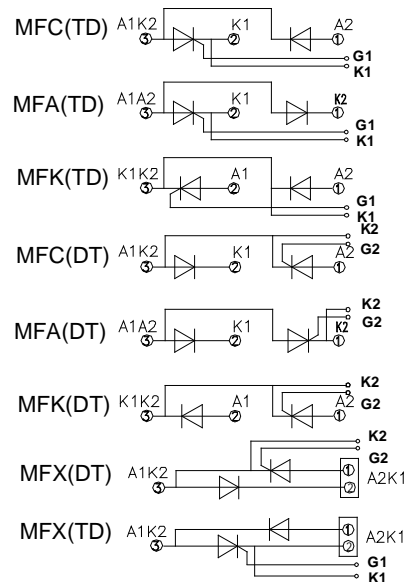 MFC(TD) A1K2 K1 A2
3 2 1
G1
K1
MFA(TD) A1A2 K1 K2
3 2 1
G1
K1
MFK(TD) K1K2 A1 A2
3 2 1
G1
K1
K2
G2
MFC(DT) A1K2 K1 A2
3 2 1
K2
G2
MFA(DT) A1A2 K1 K2
3 2 1
K2
G2
MFK(DT) K1K2 A1 A2
3 2 1
K2
G2
MFX(DT) A1K2 1 A2K1
3 2
MFX(TD) A1K2 1 A2K1
3 2
G1
K1